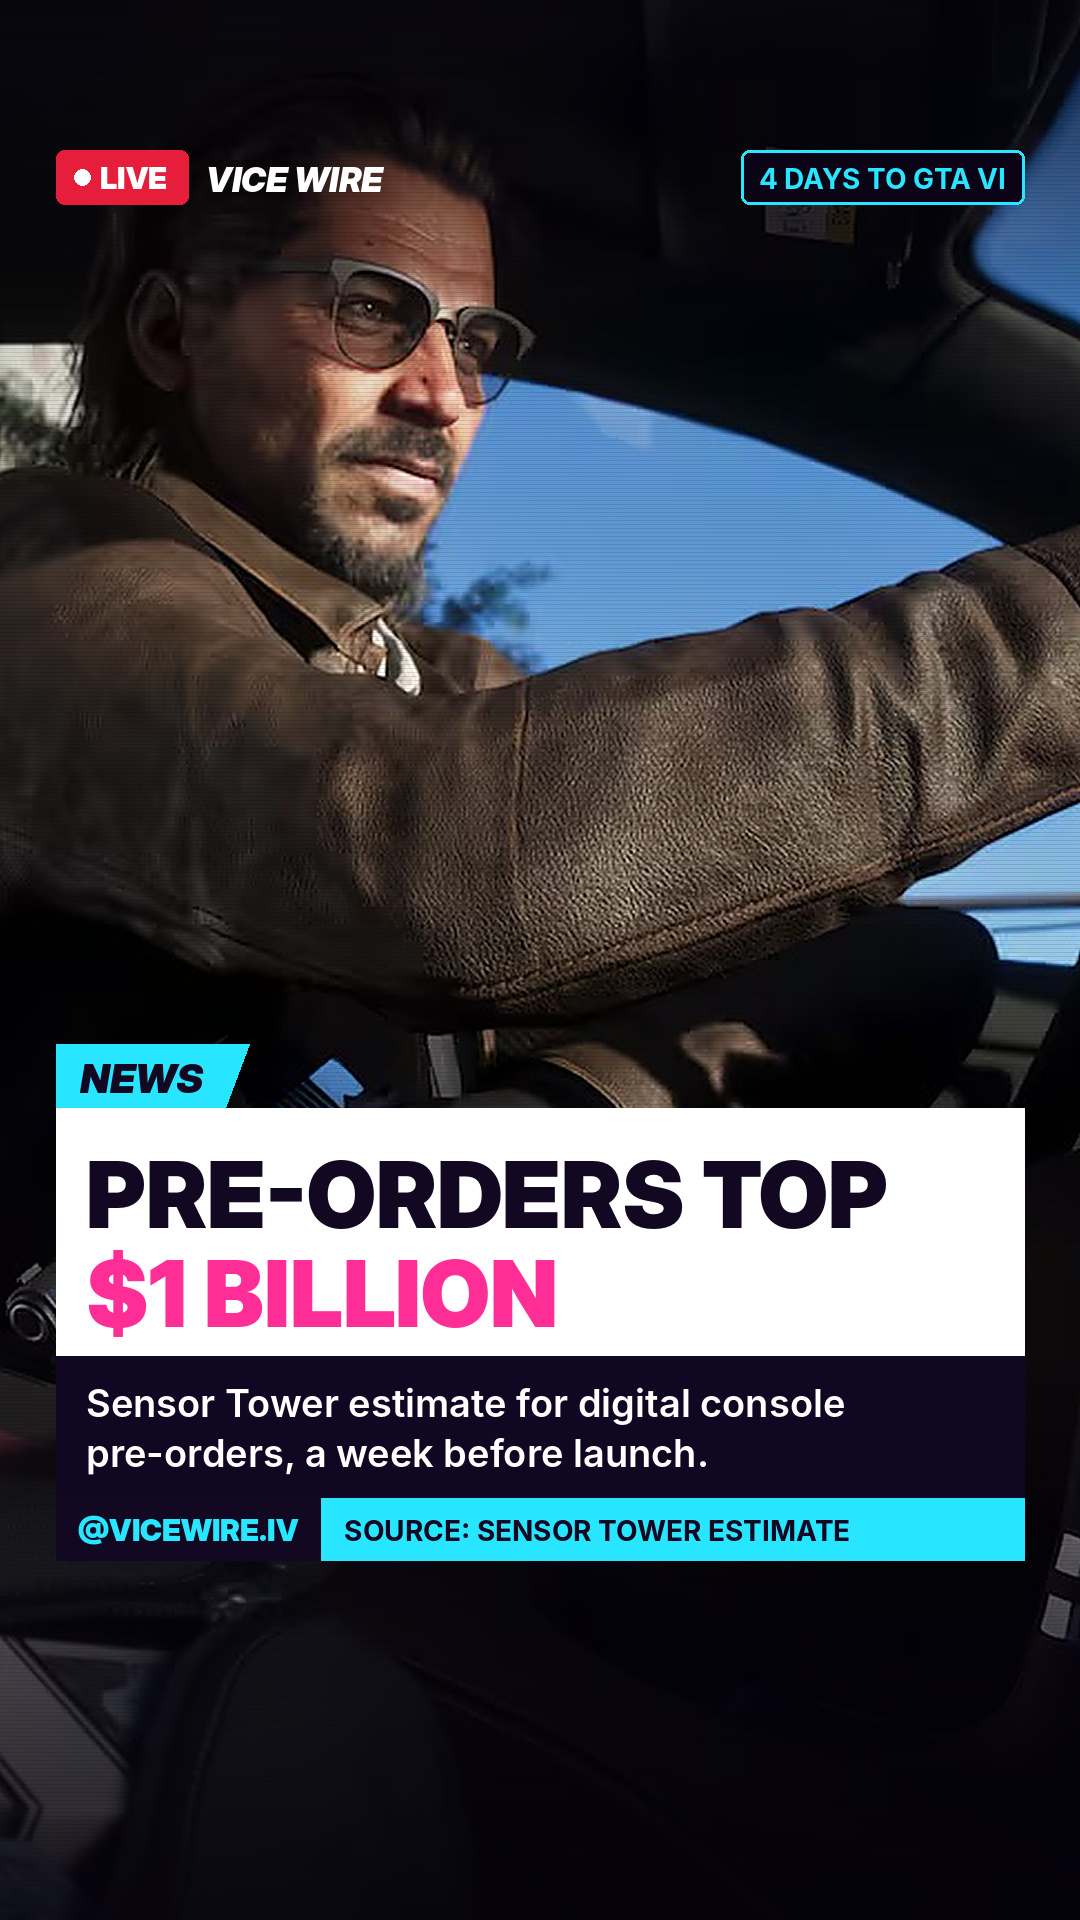 LIVE VICE WIRE
4 DAYS TO GTA VI
NEWS
PRE-ORDERS TOP
$1 BILLION
Sensor Tower estimate for digital console
pre-orders, a week before launch.
@VICEWIRE.IV
SOURCE: SENSOR TOWER ESTIMATE